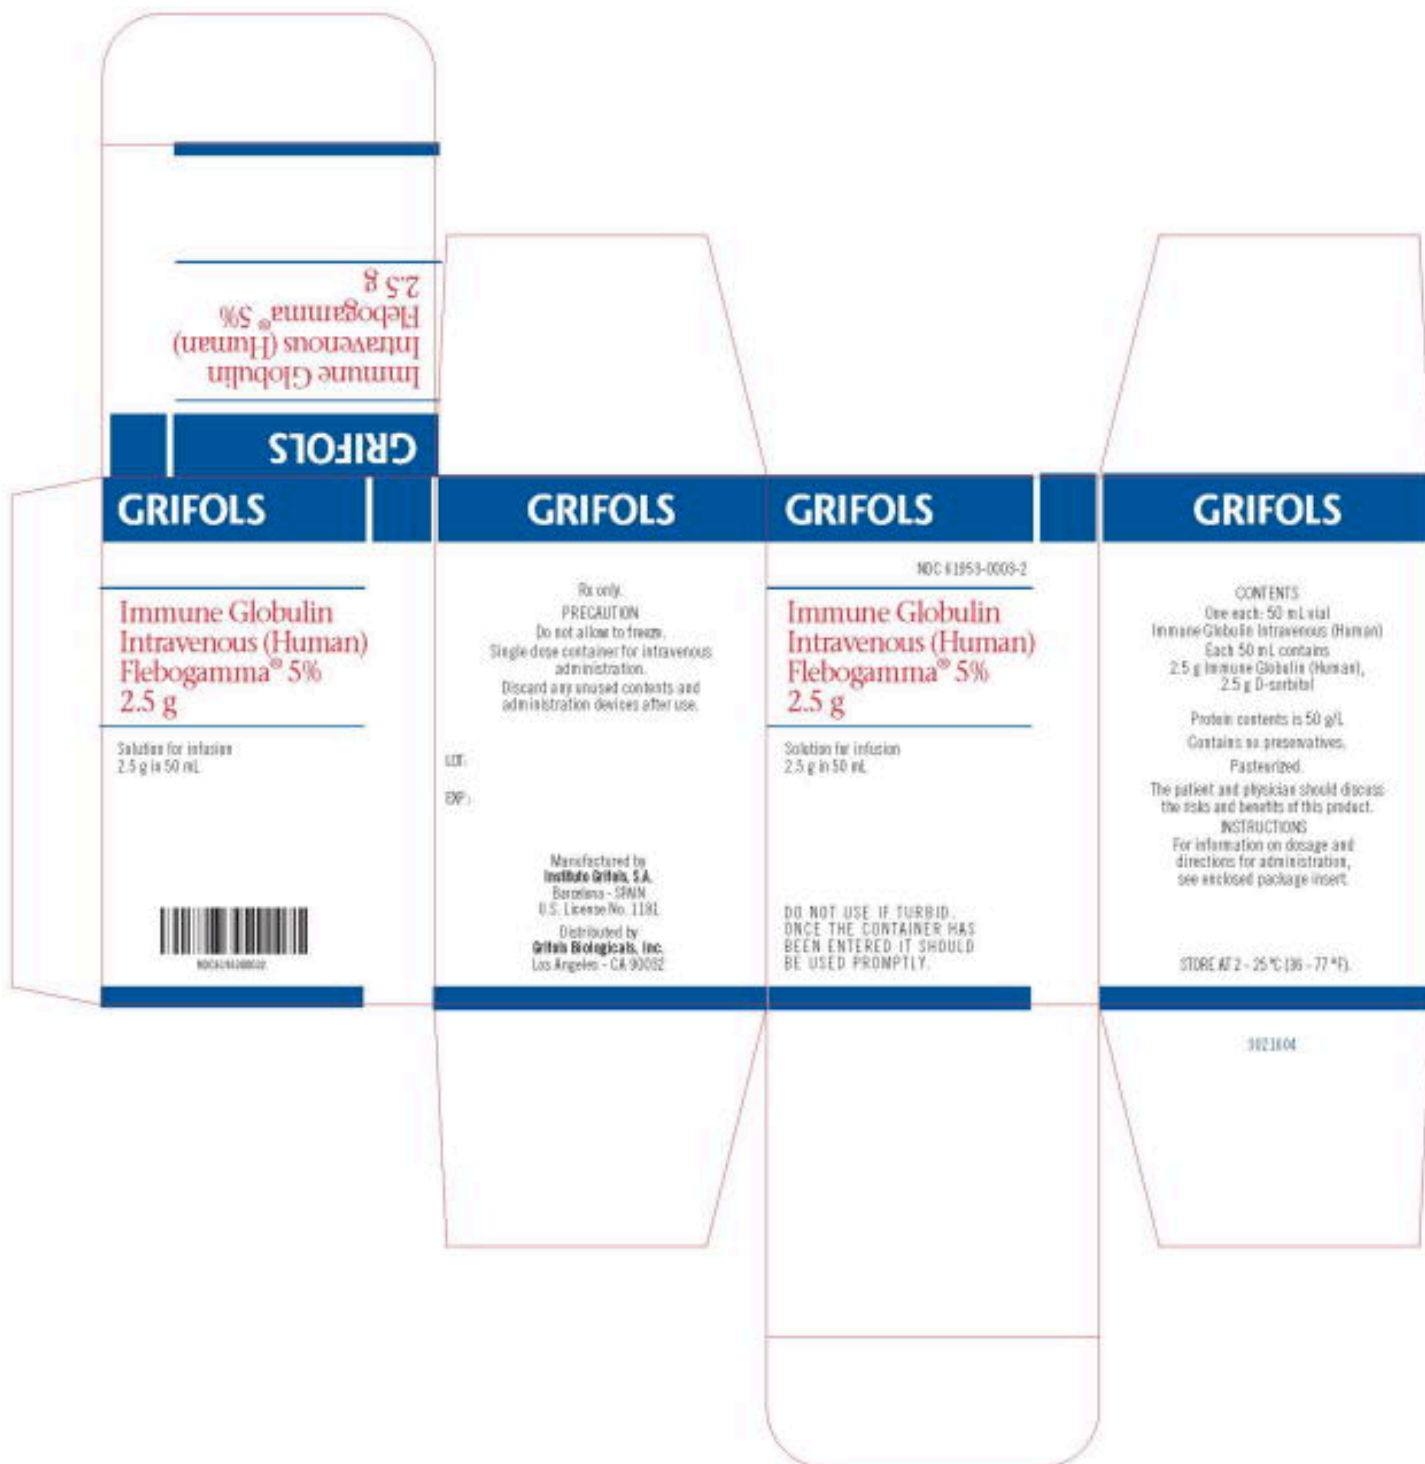 2.5 g
Flebogamma® 5%
Intravenous (Human)
Immune Globulin
GRIFOLS
GRIFOLS
Immune Globulin
Intravenous (Human)
Flebogamma® 5%
2.5 g
Solution for infusion
2.5 g in 50 mL
GRIFOLS
Rx only.
PRECAUTION
Do not allow to freeze.
Single dose container for intravenous
administration.
Discard any unused contents and
administration devices after use.
LOT:
EXP:
Manufactured by
Instituto Grifols, S.A.
Barcelona - SPAIN
U.S. License No. 1181
Distributed by
Grifols Biologicals, Inc.
Los Angeles - CA 90032
GRIFOLS
NDC 61953-0003-2
Immune Globulin
Intravenous (Human)
Flebogamma® 5%
2.5 g
Solution for infusion
2.5 g in 50 mL
DO NOT USE IF TURBID.
ONCE THE CONTAINER HAS
BEEN ENTERED IT SHOULD
BE USED PROMPTLY.
GRIFOLS
CONTENTS
One each: 50 mL vial
Immune Globulin Intravenous (Human)
Each 50 mL contains
2.5 g Immune Globulin (Human),
2.5 g D-sorbitol
Protein contents is 50 g/L
Contains no preservatives.
Pasteurized.
The patient and physician should discuss
the risks and benefits of this product.
INSTRUCTIONS
For information on dosage and
directions for administration,
see enclosed package insert.
STORE AT 2 - 25 °C (36 - 77 °F).
3021604